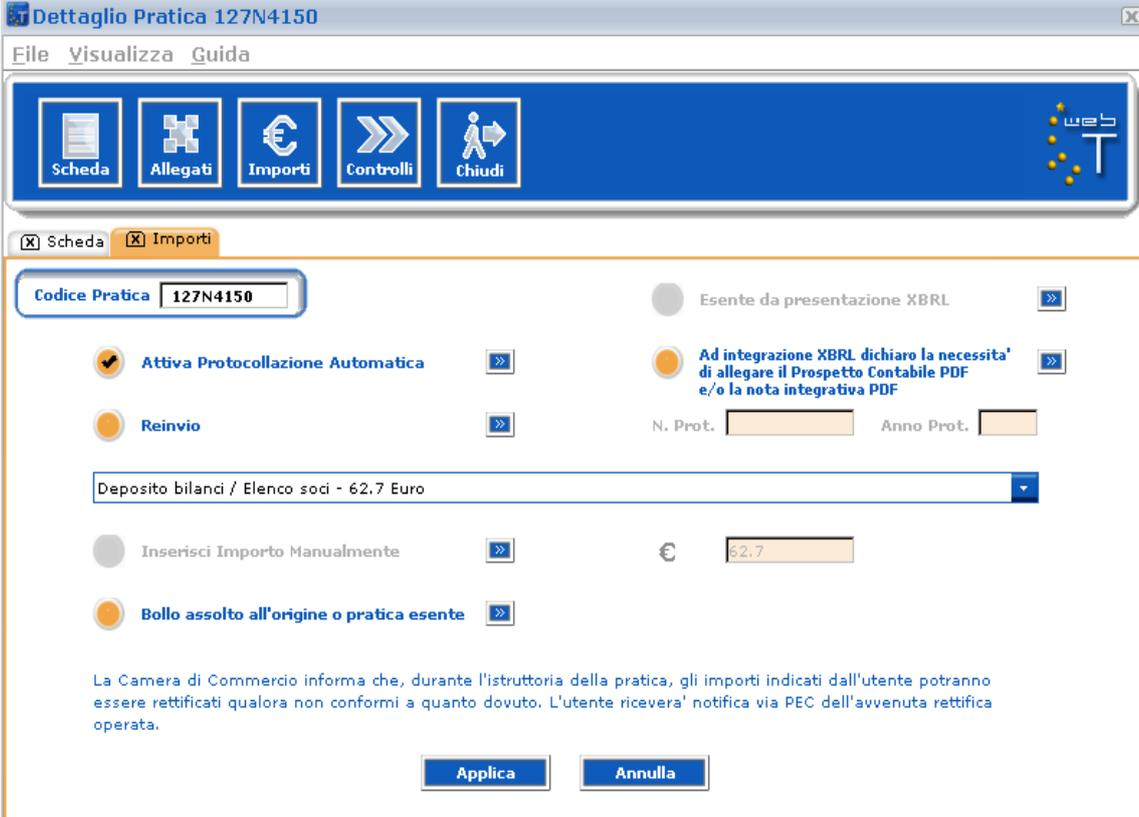 Dettaglio Pratica 127N4150
File Visualizza Guida
Scheda Allegati Importi Controlli Chiudi
web T
Scheda Importi
Codice Pratica 127N4150
Esente da presentazione XBRL
Attiva Protocollazione Automatica
Ad integrazione XBRL dichiaro la necessita'
di allegare il Prospetto Contabile PDF
e/o la nota integrativa PDF
Reinvio
N. Prot. Anno Prot.
Deposito bilanci / Elenco soci - 62.7 Euro
Inserisci Importo Manualmente € 62.7
Bollo assolto all'origine o pratica esente
La Camera di Commercio informa che, durante l'istruttoria della pratica, gli importi indicati dall'utente potranno
essere rettificati qualora non conformi a quanto dovuto. L'utente ricevera' notifica via PEC dell'avvenuta rettifica
operata.
Applica Annulla